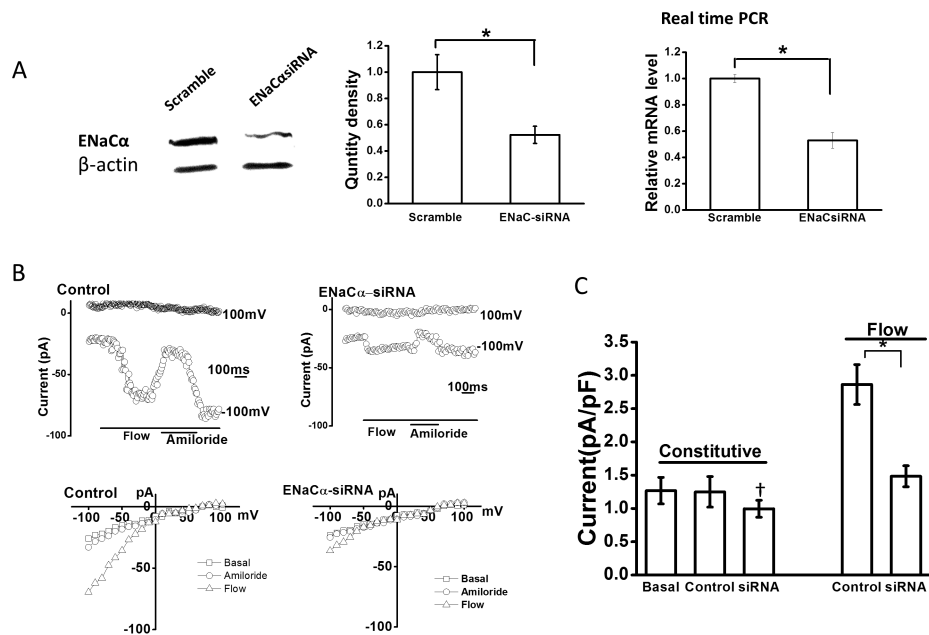 Real time PCR
A
Scramble
ENaCαsiRNA
ENaCα
β-actin
Quntity density
1.2
1.0
0.8
0.6
0.4
0.2
0.0
*
Scramble
ENaC-siRNA
Relative mRNA level
1.2
1.0
0.8
0.6
0.4
0.2
0.0
*
Scramble
ENaCsiRNA
B
Control
Current (pA)
0
-50
-100
100mV
100ms
-100mV
Flow
Amiloride
ENaCα–siRNA
Current (pA)
0
-50
-100
100mV
-100mV
100ms
Flow
Amiloride
Control
pA
mV
-100
-50
0
50
100
-50
-100
Basal
Amiloride
Flow
ENaCα-siRNA
pA
mV
-100
-50
0
50
100
-50
-100
Basal
Amiloride
Flow
C
Current(pA/pF)
3.5
3.0
2.5
2.0
1.5
1.0
0.5
0.0
Constitutive
†
Flow
*
Basal Control siRNA
Control siRNA